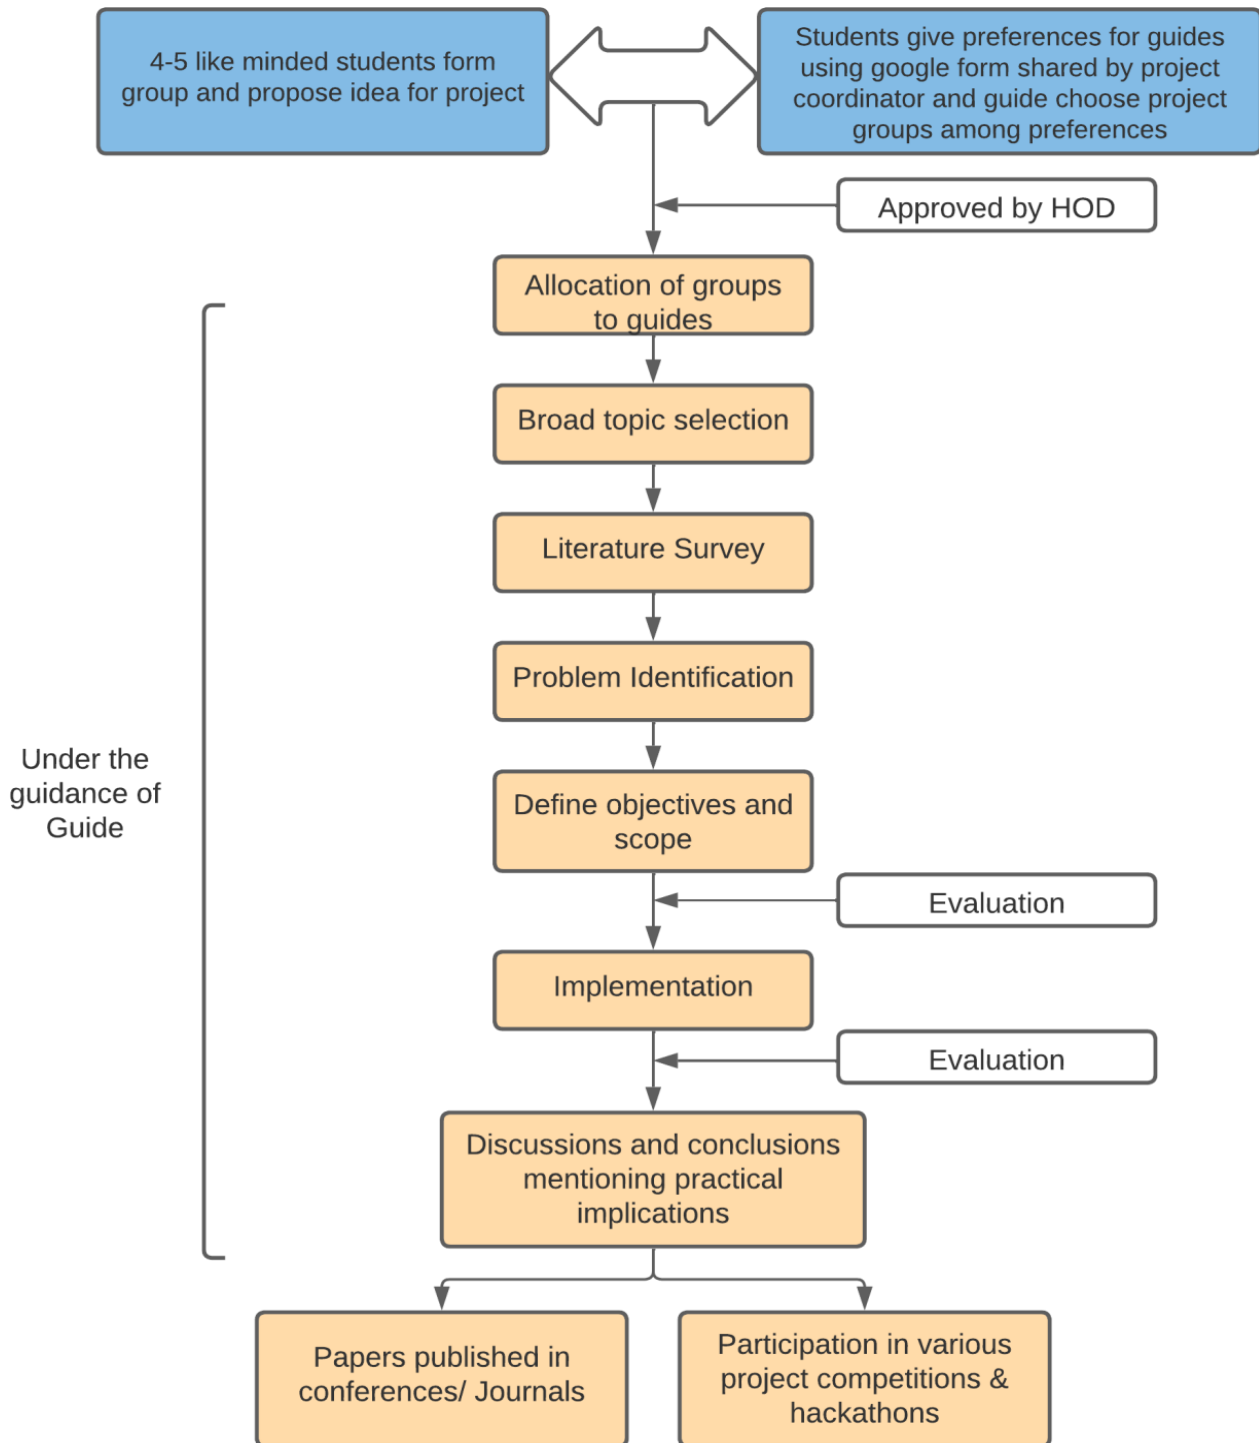 4-5 like minded students form
group and propose idea for project
Students give preferences for guides
using google form shared by project
coordinator and guide choose project
groups among preferences
Approved by HOD
Allocation of groups
to guides
Broad topic selection
Literature Survey
Problem Identification
Under the
guidance of
Guide
Define objectives and
scope
Evaluation
Implementation
Evaluation
Discussions and conclusions
mentioning practical
implications
Papers published in
conferences/ Journals
Participation in various
project competitions &
hackathons